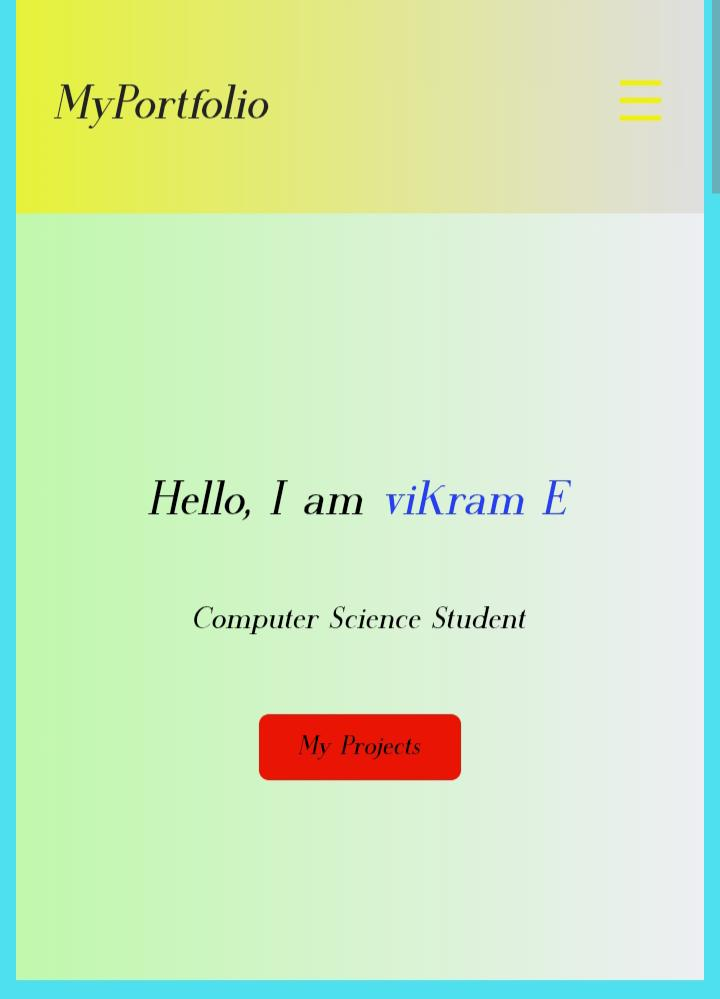 MyPortfolio
Hello, I am viKram E
Computer Science Student
My Projects